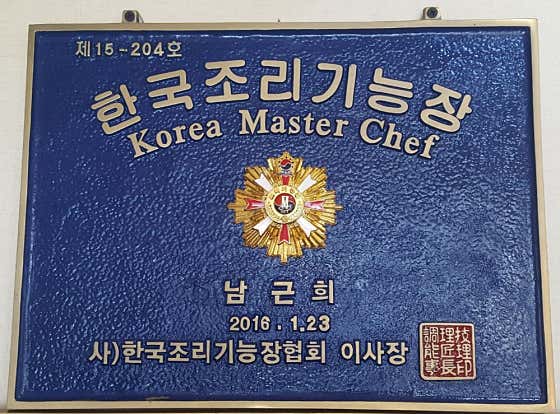 제15-204호
한국조리기능장
Korea Master Chef
남 근 희
2016.1.23
사)한국조리기능장협회 이사장